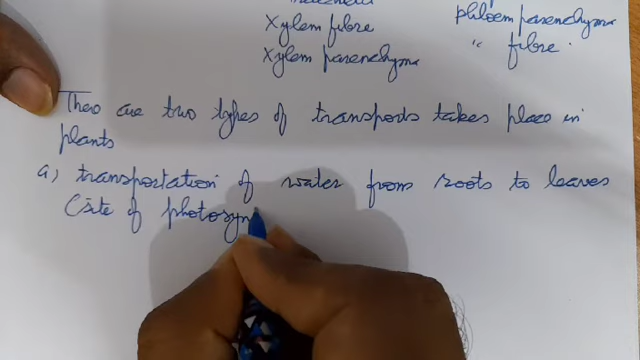 Xylem fibre
Xylem parenchyma
phloem parenchyma
" fibre.
There are two types of transports takes place in
plants
a) transportation of water from roots to leaves
(site of photosyn